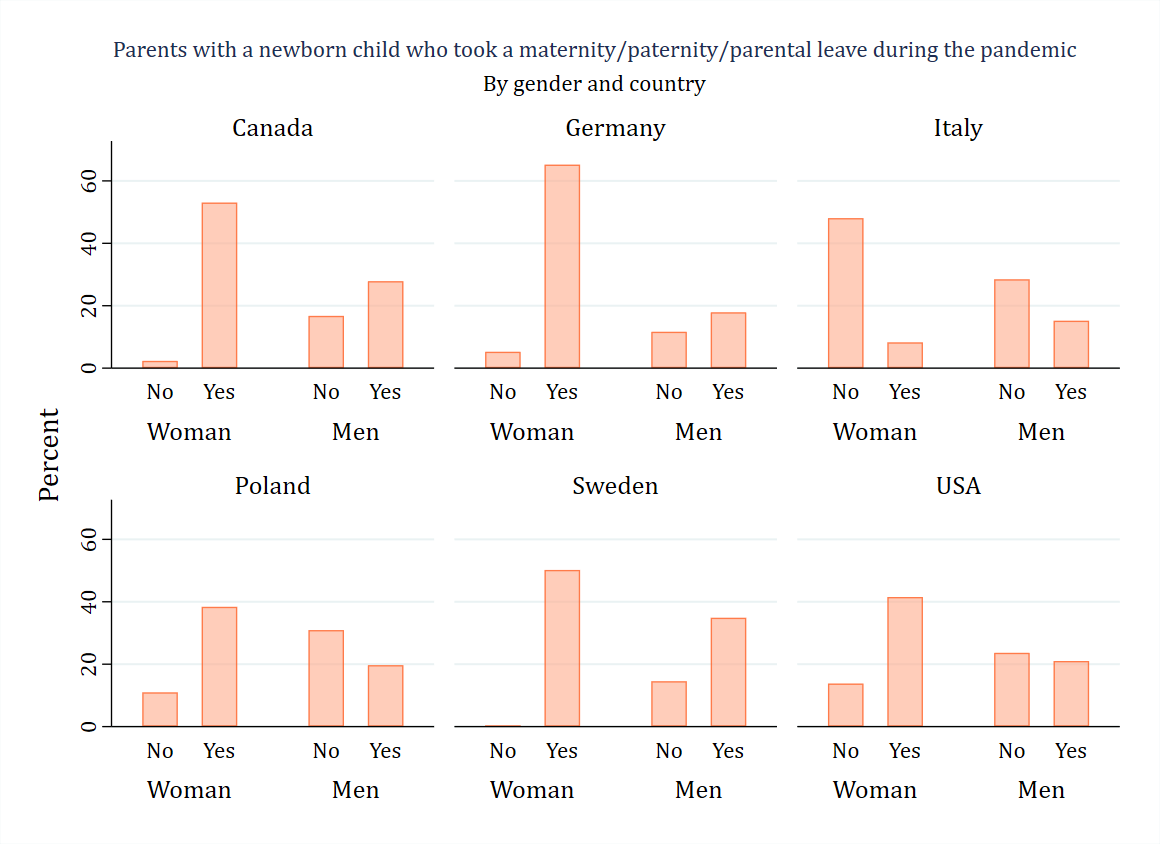 Parents with a newborn child who took a maternity/paternity/parental leave during the pandemic
By gender and country
Canada Germany Italy
60
40
20
0
No Yes No Yes No Yes No Yes No Yes No Yes
Woman Men Woman Men Woman Men
Percent
Poland Sweden USA
60
40
20
0
No Yes No Yes No Yes No Yes No Yes No Yes
Woman Men Woman Men Woman Men